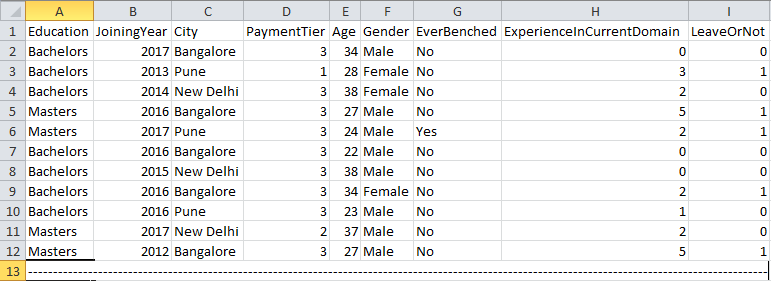 A B C D E F G H I
1 Education JoiningYear City PaymentTier Age Gender EverBenched ExperienceInCurrentDomain LeaveOrNot
2 Bachelors 2017 Bangalore 3 34 Male No 0 0
3 Bachelors 2013 Pune 1 28 Female No 3 1
4 Bachelors 2014 New Delhi 3 38 Female No 2 0
5 Masters 2016 Bangalore 3 27 Male No 5 1
6 Masters 2017 Pune 3 24 Male Yes 2 1
7 Bachelors 2016 Bangalore 3 22 Male No 0 0
8 Bachelors 2015 New Delhi 3 38 Male No 0 0
9 Bachelors 2016 Bangalore 3 34 Female No 2 1
10 Bachelors 2016 Pune 3 23 Male No 1 0
11 Masters 2017 New Delhi 2 37 Male No 2 0
12 Masters 2012 Bangalore 3 27 Male No 5 1
13 ------------------------------------------------------------